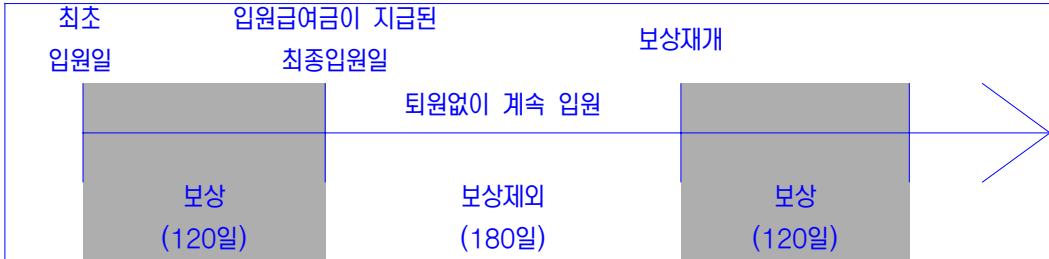 최초
입원일
입원급여금이 지급된
최종입원일
보상재개
퇴원없이 계속 입원
보상
(120일)
보상제외
(180일)
보상
(120일)